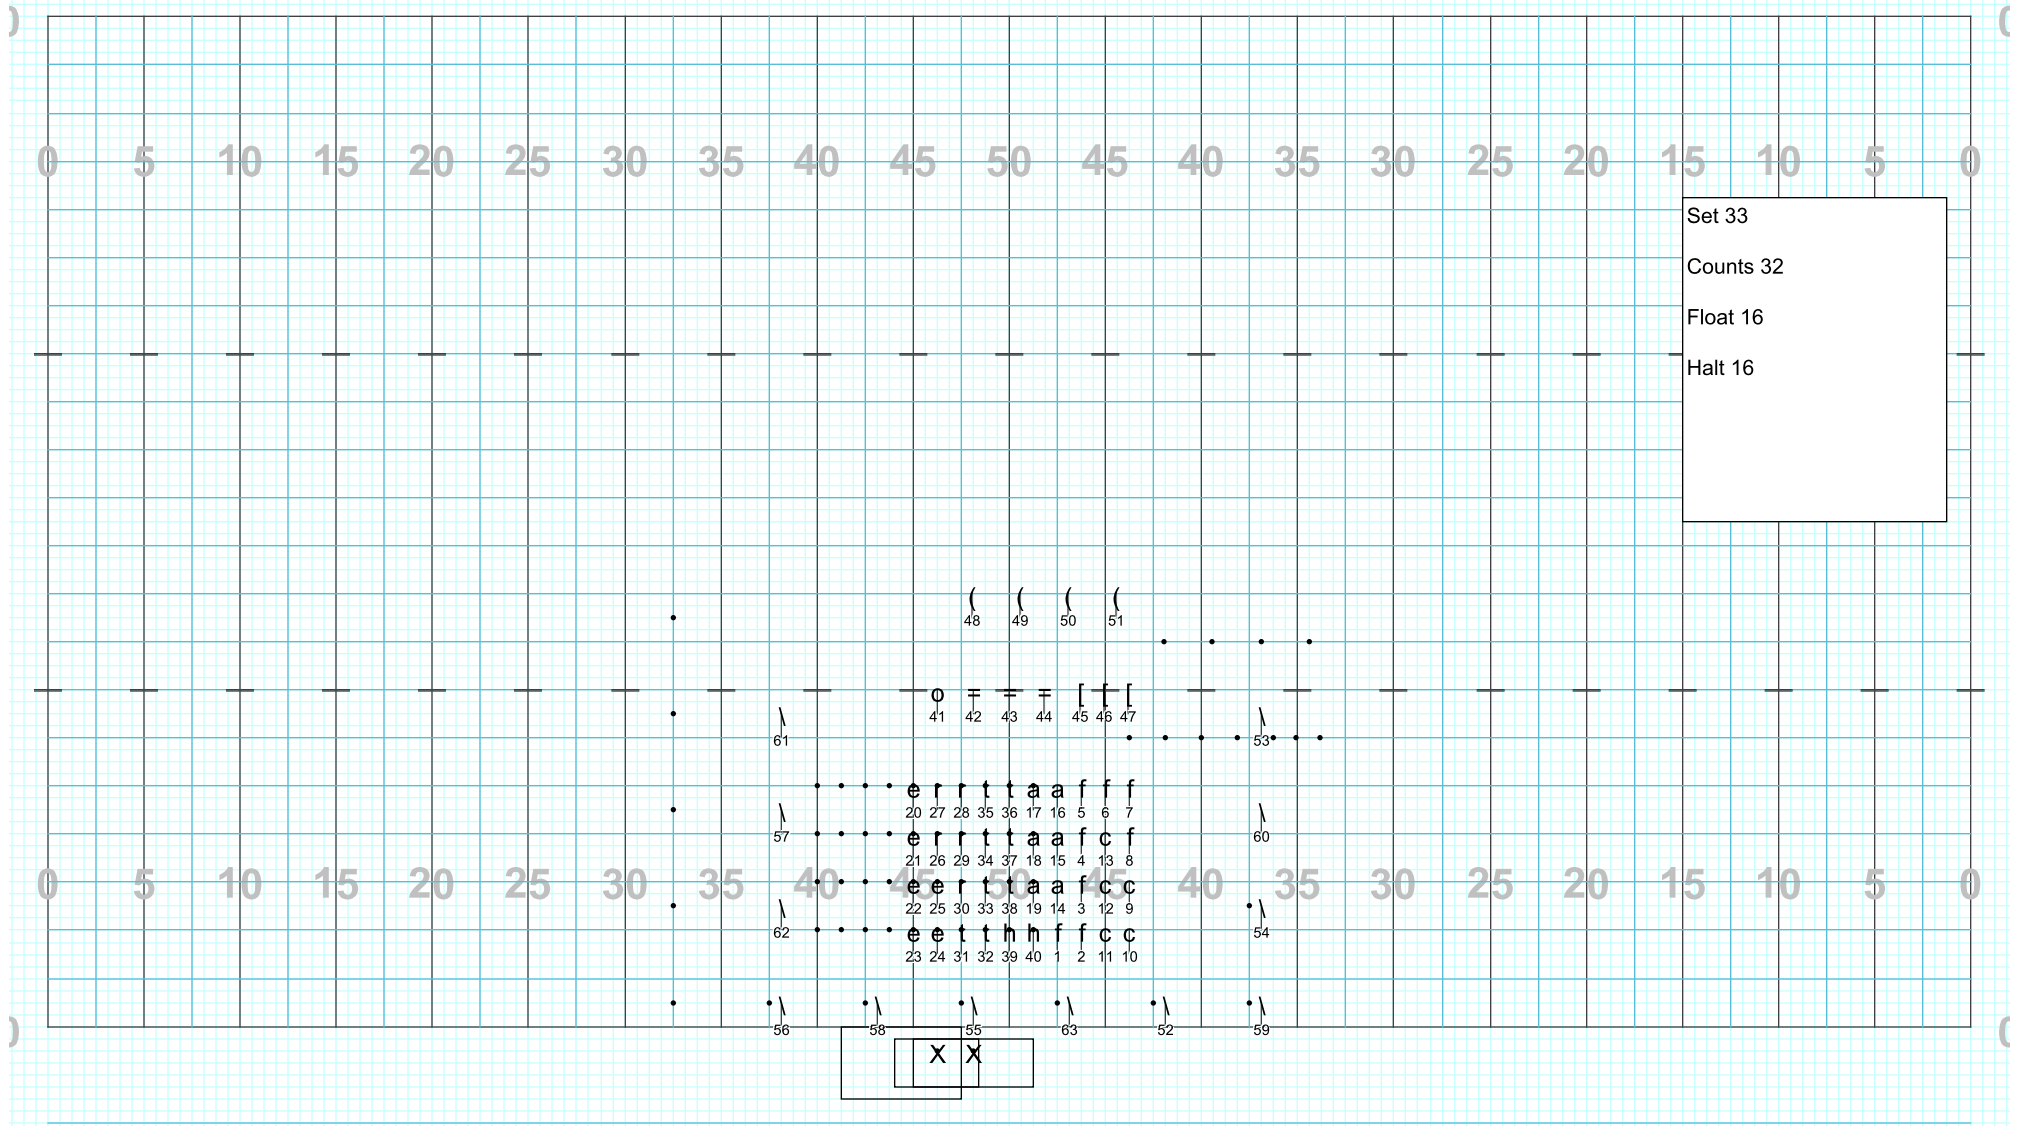 0 0
0 5 10 15 20 25 30 35 40 45 50 45 40 35 30 25 20 15 10 5 0
Set 33
Counts 32
Float 16
Halt 16
( ( ( (
48 49 50 51
o = = = [ [ [
41 42 43 44 45 46 47
\ \
61 53
e r r t t a a f f f
20 27 28 35 36 17 16 5 6 7
\ \
57 60
e r r t t a a f c f
21 26 29 34 37 18 15 4 13 8
0 5 10 15 20 25 30 35 40 45 50 45 40 35 30 25 20 15 10 5 0
e e r t t a a f c c
22 25 30 33 38 19 14 3 12 9
\ \
62 54
e e t t h h f f c c
23 24 31 32 39 40 1 2 11 10
\ \ \ \ \ \
56 58 55 63 52 59
0 0
X X